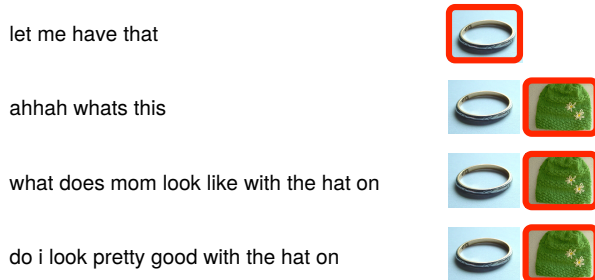 let me have that
ahhah whats this
what does mom look like with the hat on
do i look pretty good with the hat on